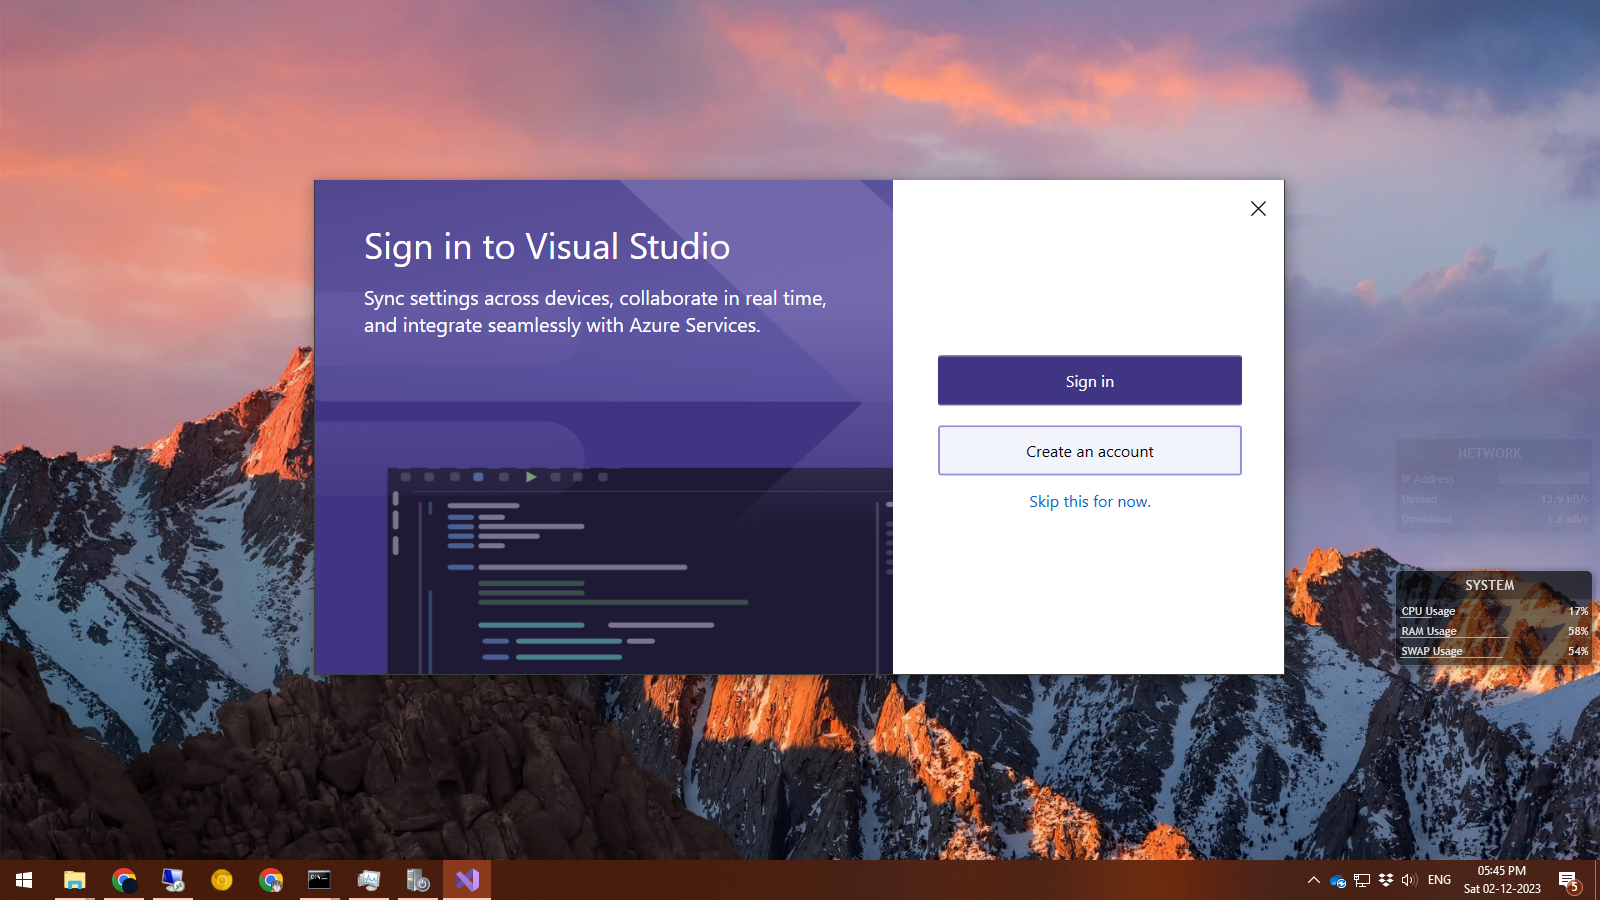 Sign in to Visual Studio
Sync settings across devices, collaborate in real time,
and integrate seamlessly with Azure Services.
Sign in
Create an account
Skip this for now.
NETWORK
IP Address
Upload 13.9 kB/s
Download 1.8 kB/s
SYSTEM
CPU Usage 17%
RAM Usage 58%
SWAP Usage 54%
ENG
05:45 PM
Sat 02-12-2023
5